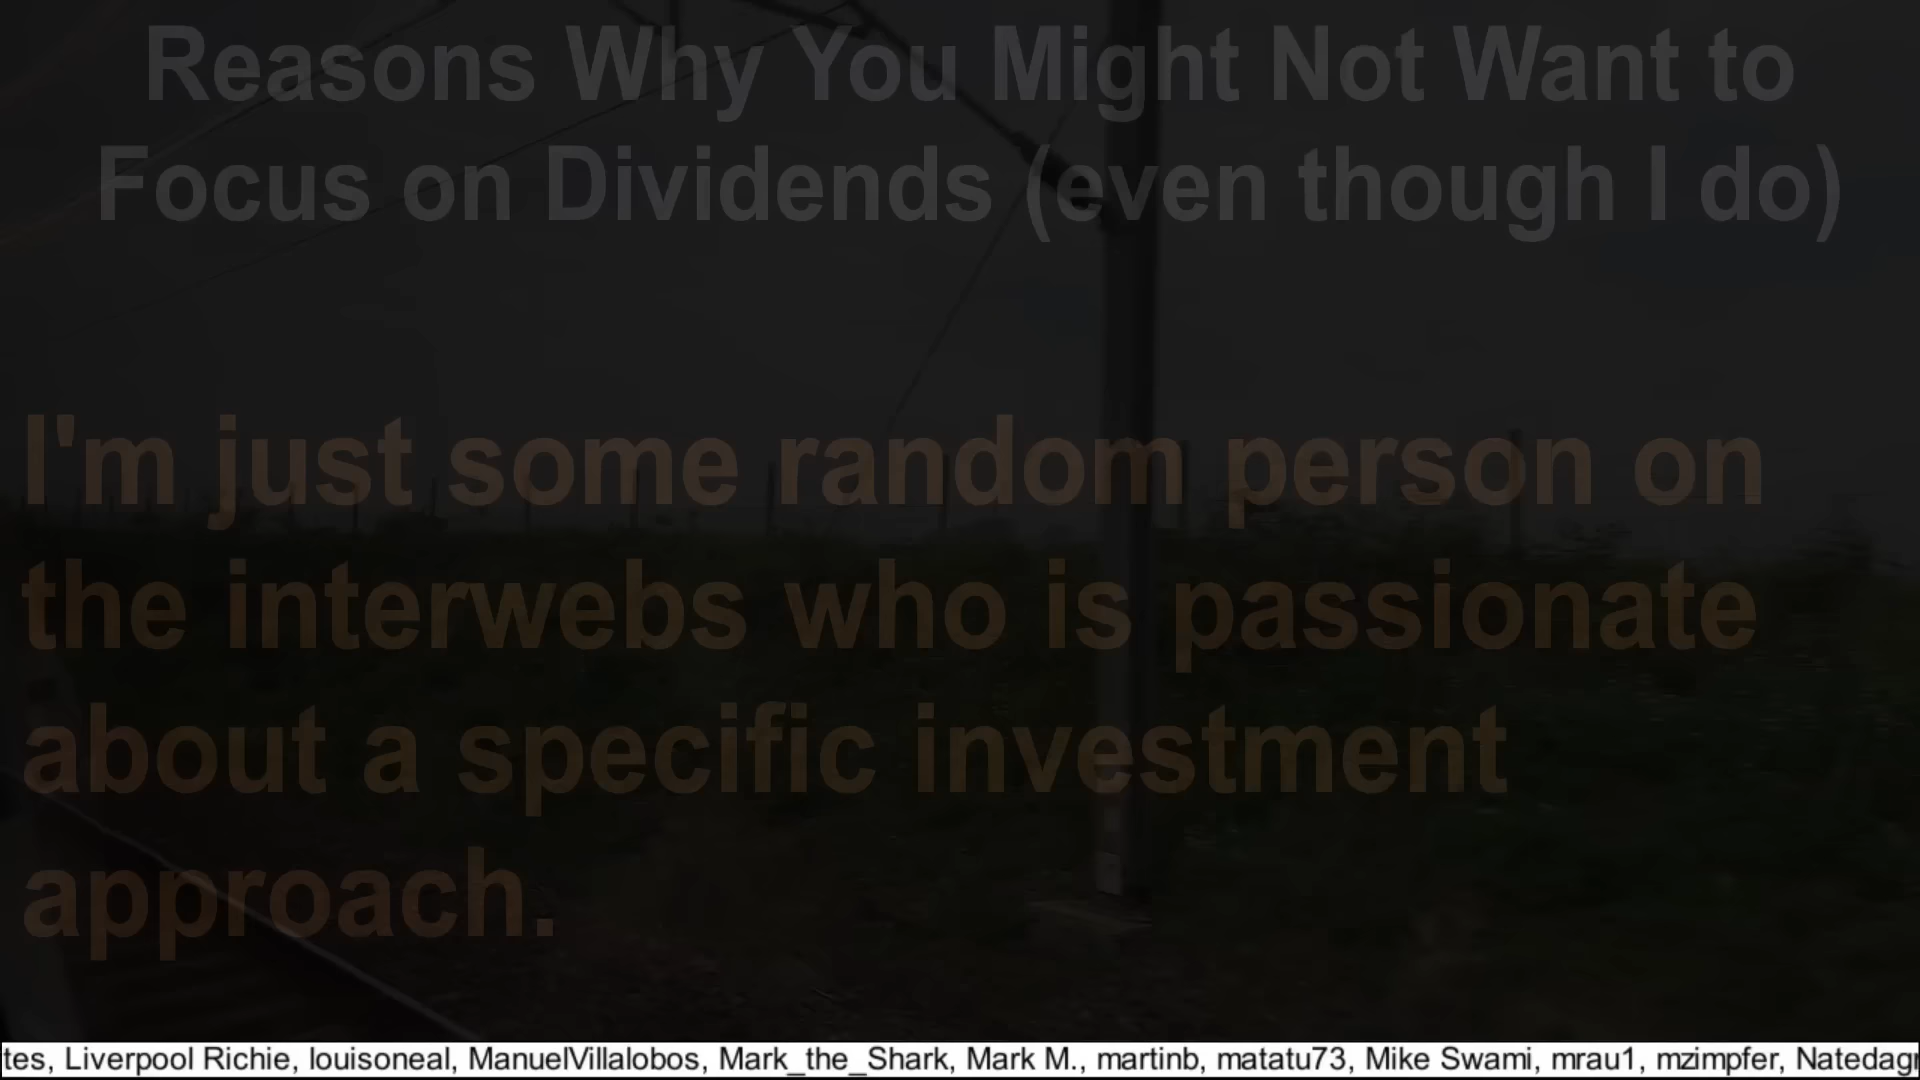 Reasons Why You Might Not Want to
Focus on Dividends (even though I do)
I'm just some random person on
the interwebs who is passionate
about a specific investment
approach.
tes, Liverpool Richie, louisoneal, ManuelVillalobos, Mark_the_Shark, Mark M., martinb, matatu73, Mike Swami, mrau1, mzimpfer, Natedagr